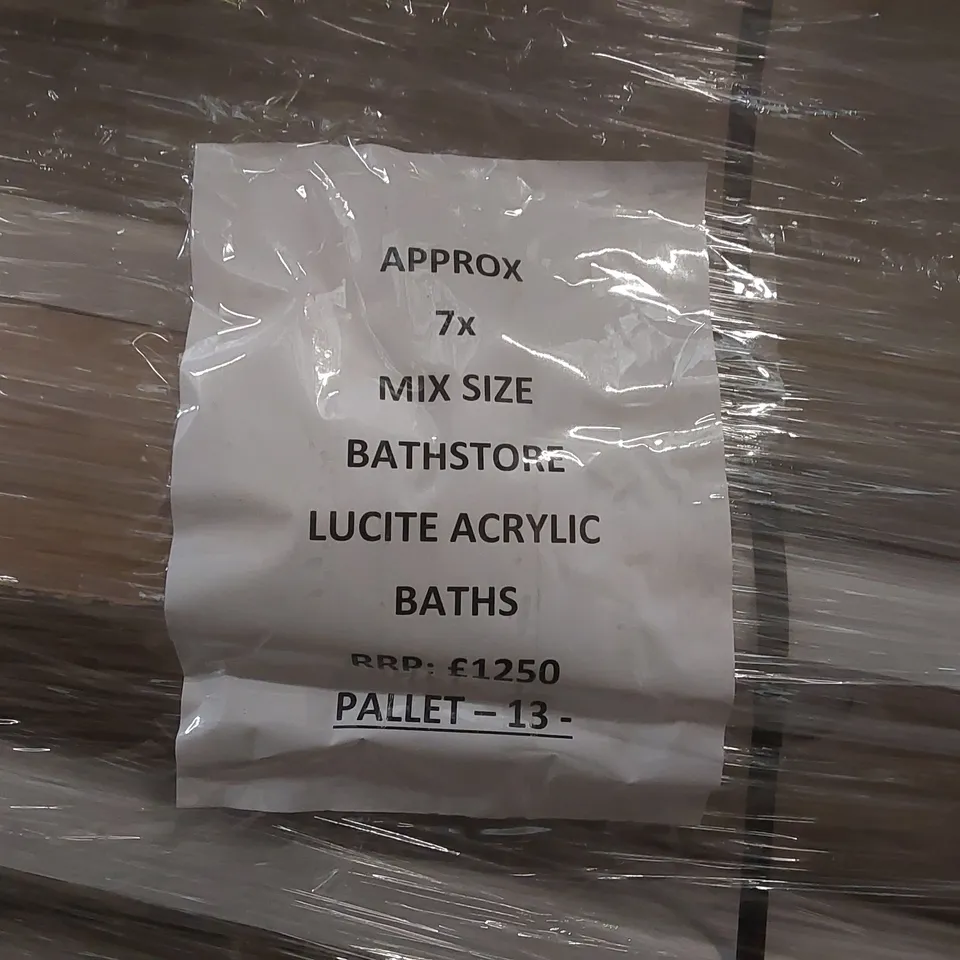 APPROX
7x
MIX SIZE
BATHSTORE
LUCITE ACRYLIC
BATHS
RRP: £1250
PALLET – 13 -